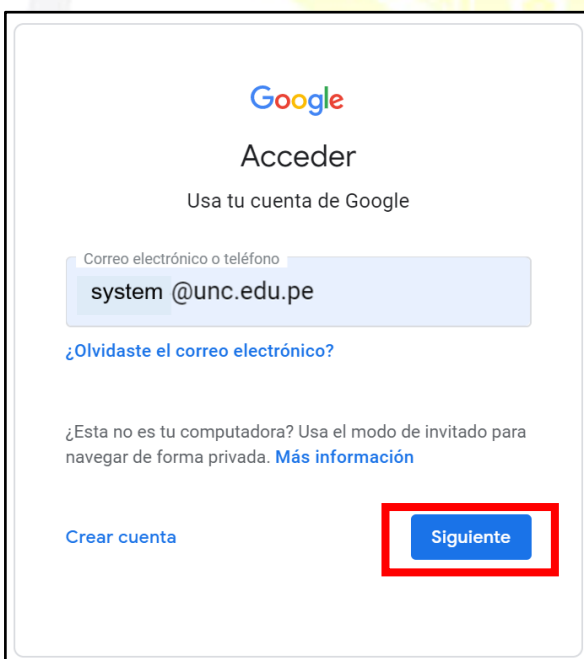 Google
Acceder
Usa tu cuenta de Google
Correo electrónico o teléfono
system @unc.edu.pe
¿Olvidaste el correo electrónico?
¿Esta no es tu computadora? Usa el modo de invitado para
navegar de forma privada. Más información
Crear cuenta
Siguiente